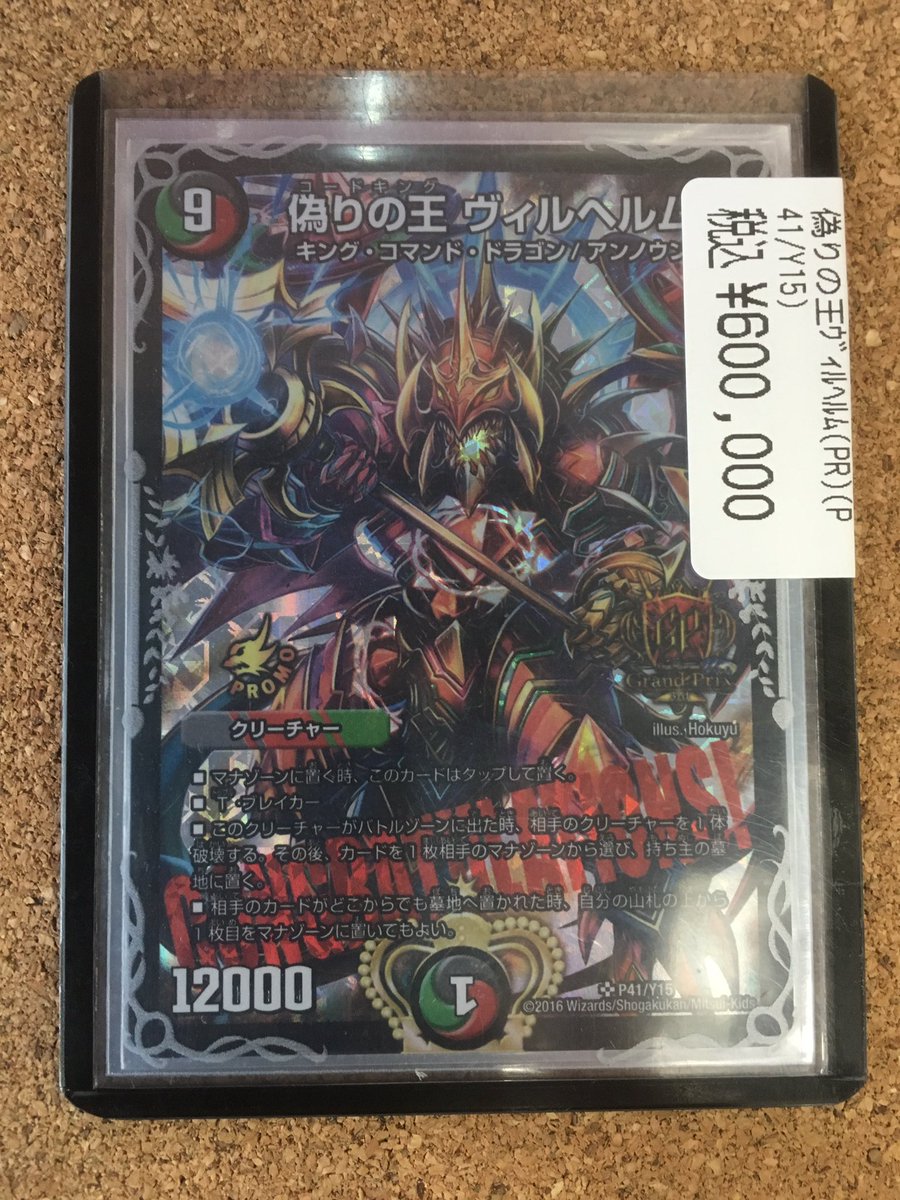 9
コードキング
偽りの王 ヴィルヘルム
キング・コマンド・ドラゴン/アンノウン
偽りの王ヴィルヘルム(PR)(P
41/Y15)
税込 ¥600,000
PROMO
Grand Prix
クリーチャー
illus. Hokuyu
■ マナゾーンに置く時、このカードはタップして置く。
■ T・ブレイカー
■ このクリーチャーがバトルゾーンに出た時、相手のクリーチャーを1体
破壊する。その後、カードを1枚相手のマナゾーンから選び、持ち主の墓
地に置く。
■ 相手のカードがどこからでも墓地へ置かれた時、自分の山札の上から
1枚目をマナゾーンに置いてもよい。
12000
1
P41/Y15
©2016 Wizards/Shogakukan/Mitsui-Kids